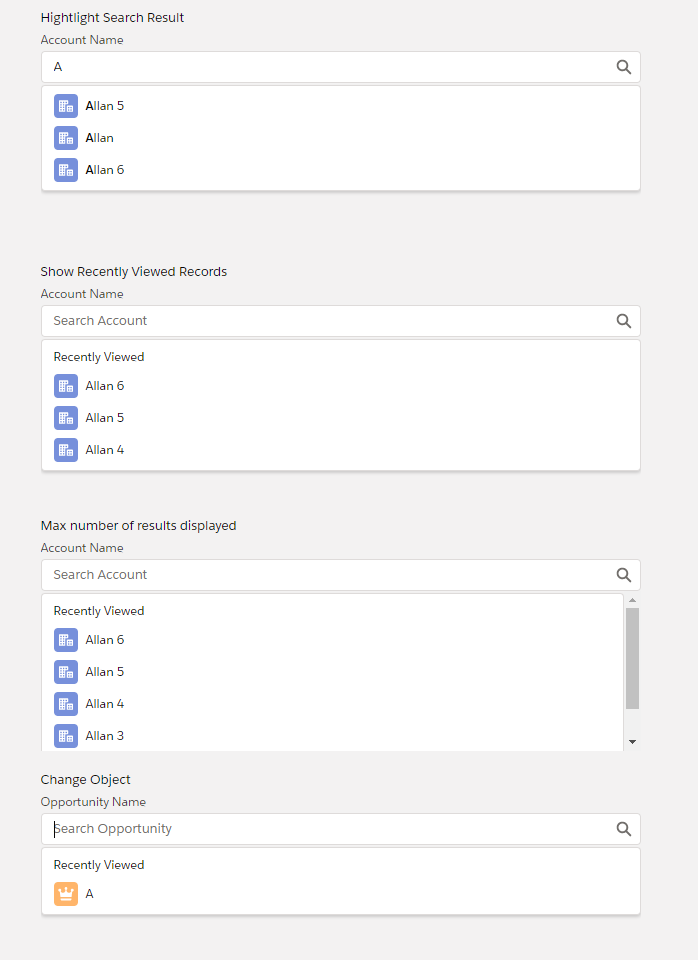 Hightlight Search Result
Account Name
A
Allan 5
Allan
Allan 6
Show Recently Viewed Records
Account Name
Search Account
Recently Viewed
Allan 6
Allan 5
Allan 4
Max number of results displayed
Account Name
Search Account
Recently Viewed
Allan 6
Allan 5
Allan 4
Allan 3
Change Object
Opportunity Name
Search Opportunity
Recently Viewed
A